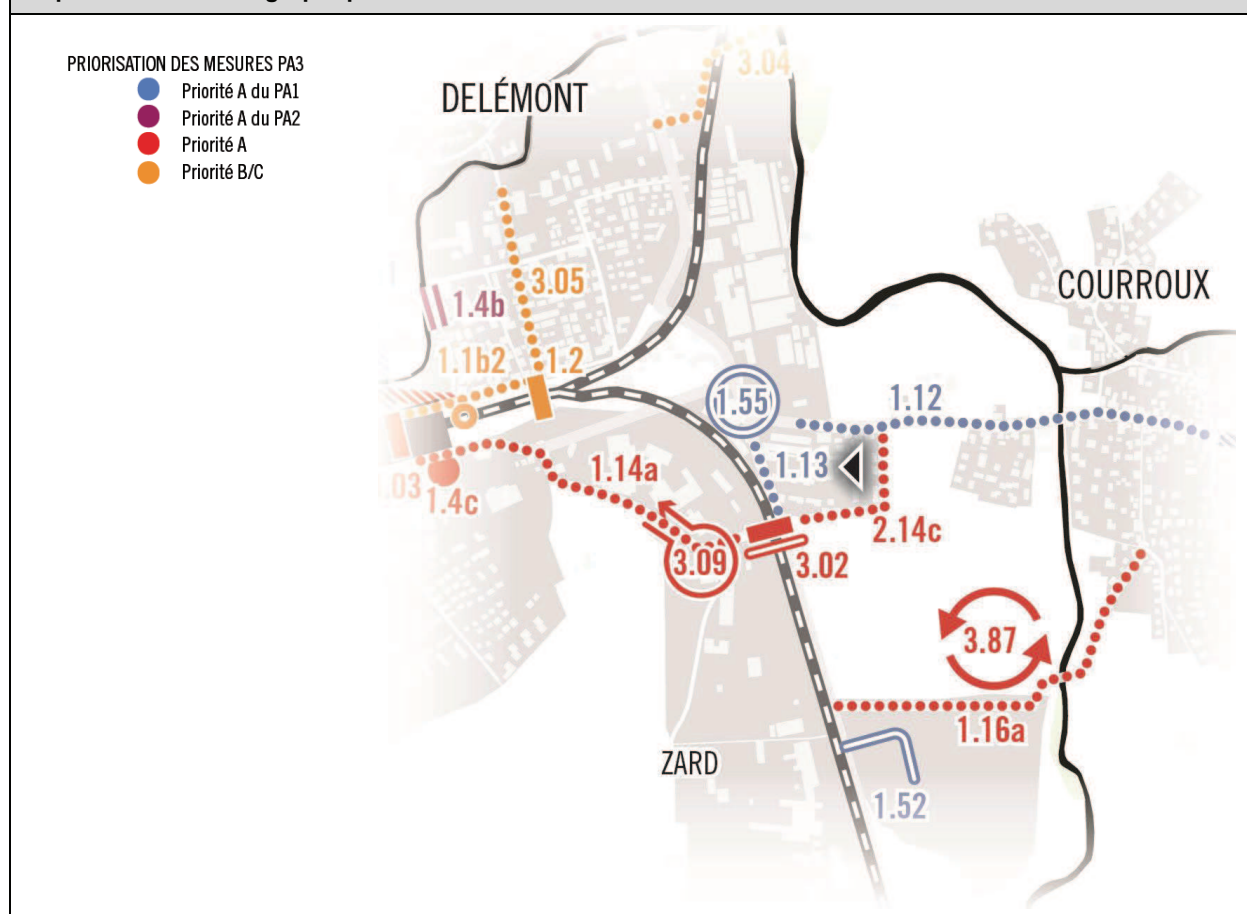 PRIORISATION DES MESURES PA3
Priorité A du PA1
Priorité A du PA2
Priorité A
Priorité B/C
DELÉMONT
3.04
COURROUX
3.05
1.4b
1.1b2
1.2
1.55
1.12
1.13
.03
1.4c
1.14a
2.14c
3.09
3.02
3.87
1.16a
ZARD
1.52